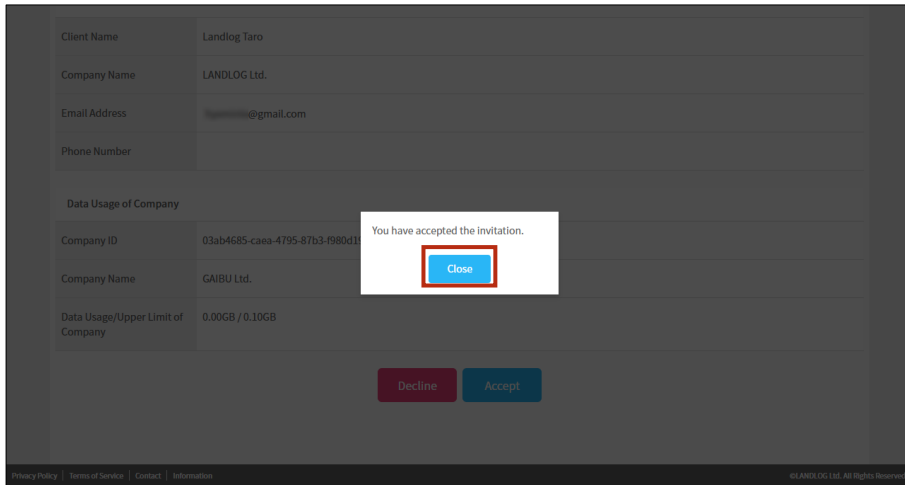 Client Name Landlog Taro
Company Name LANDLOG Ltd.
Email Address @gmail.com
Phone Number
Data Usage of Company
You have accepted the invitation.
Company ID 03ab4685-caea-4795-87b3-f980d19
Close
Company Name GAIBU Ltd.
Data Usage/Upper Limit of 0.00GB / 0.10GB
Company
Decline Accept
Privacy Policy | Terms of Service | Contact | Information ©LANDLOG Ltd. All Rights Reserved